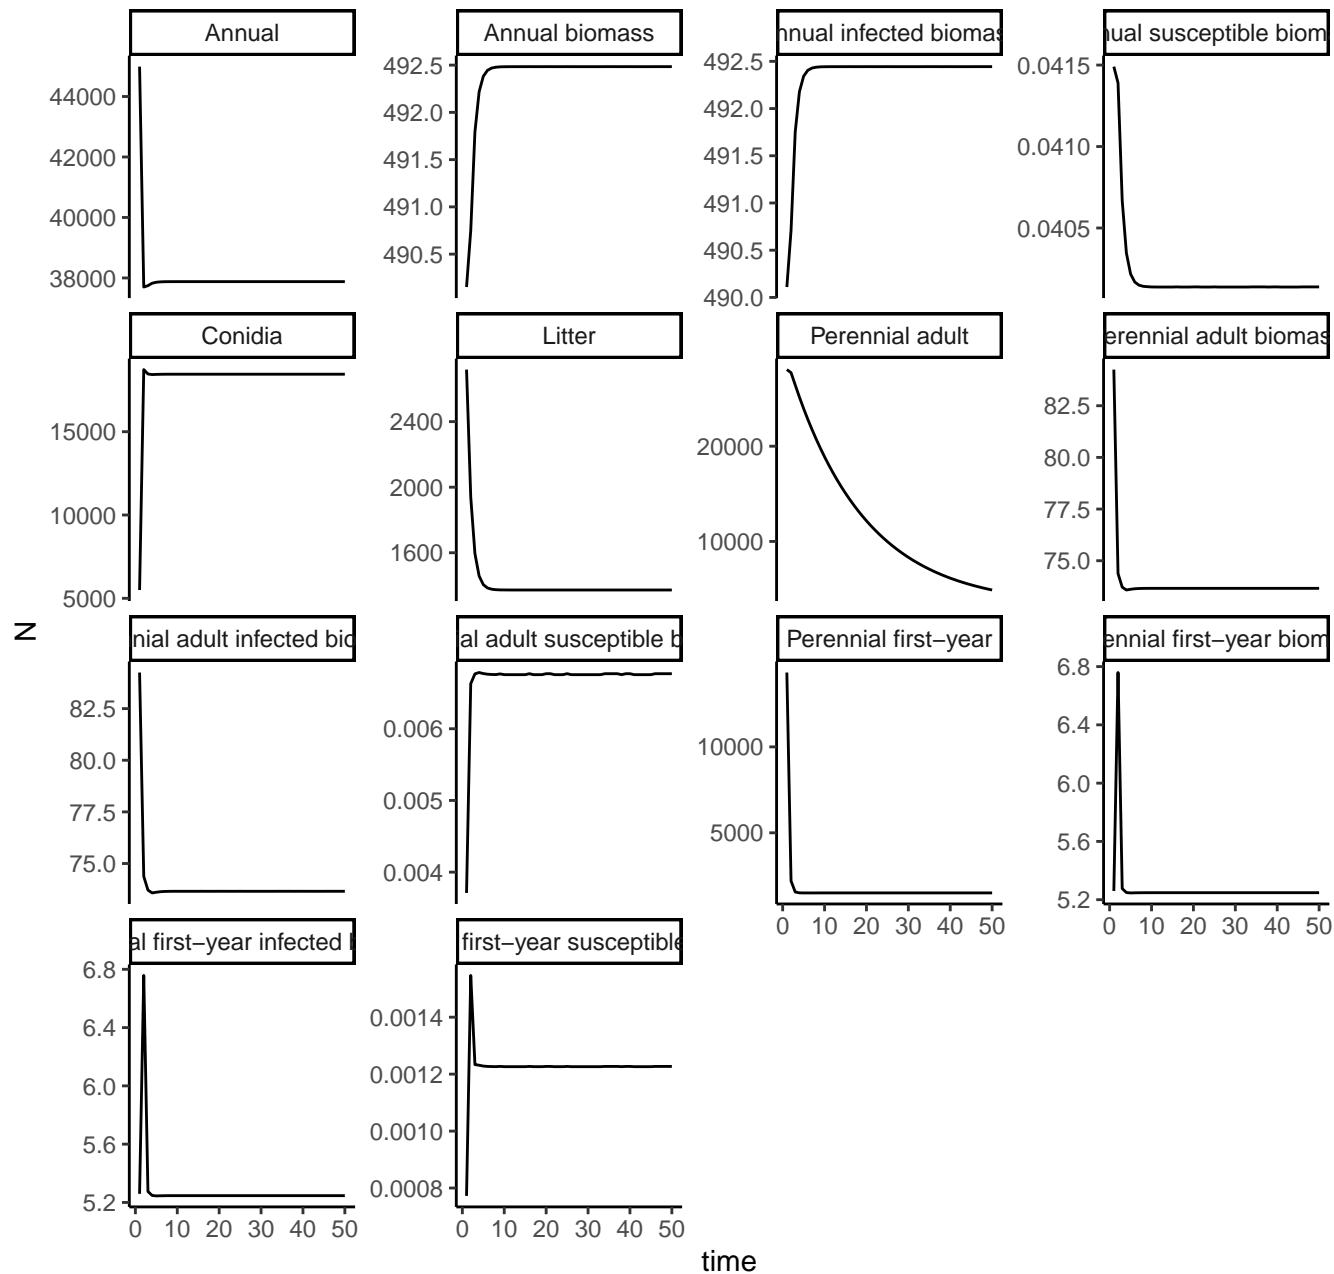 Annual
Annual biomass
nnual infected biomas
nual susceptible biom
44000
42000
40000
38000
492.5
492.0
491.5
491.0
490.5
492.5
492.0
491.5
491.0
490.5
490.0
0.0415
0.0410
0.0405
Conidia
Litter
Perennial adult
erennial adult biomas
15000
10000
5000
2400
2000
1600
20000
10000
82.5
80.0
77.5
75.0
N
nial adult infected bio
al adult susceptible b
Perennial first−year
ennial first−year biom
82.5
80.0
77.5
75.0
0.006
0.005
0.004
10000
5000
0 10 20 30 40 50
6.8
6.4
6.0
5.6
5.2
0 10 20 30 40 50
al first−year infected b
first−year susceptible
6.8
6.4
6.0
5.6
5.2
0 10 20 30 40 50
0.0014
0.0012
0.0010
0.0008
0 10 20 30 40 50
time